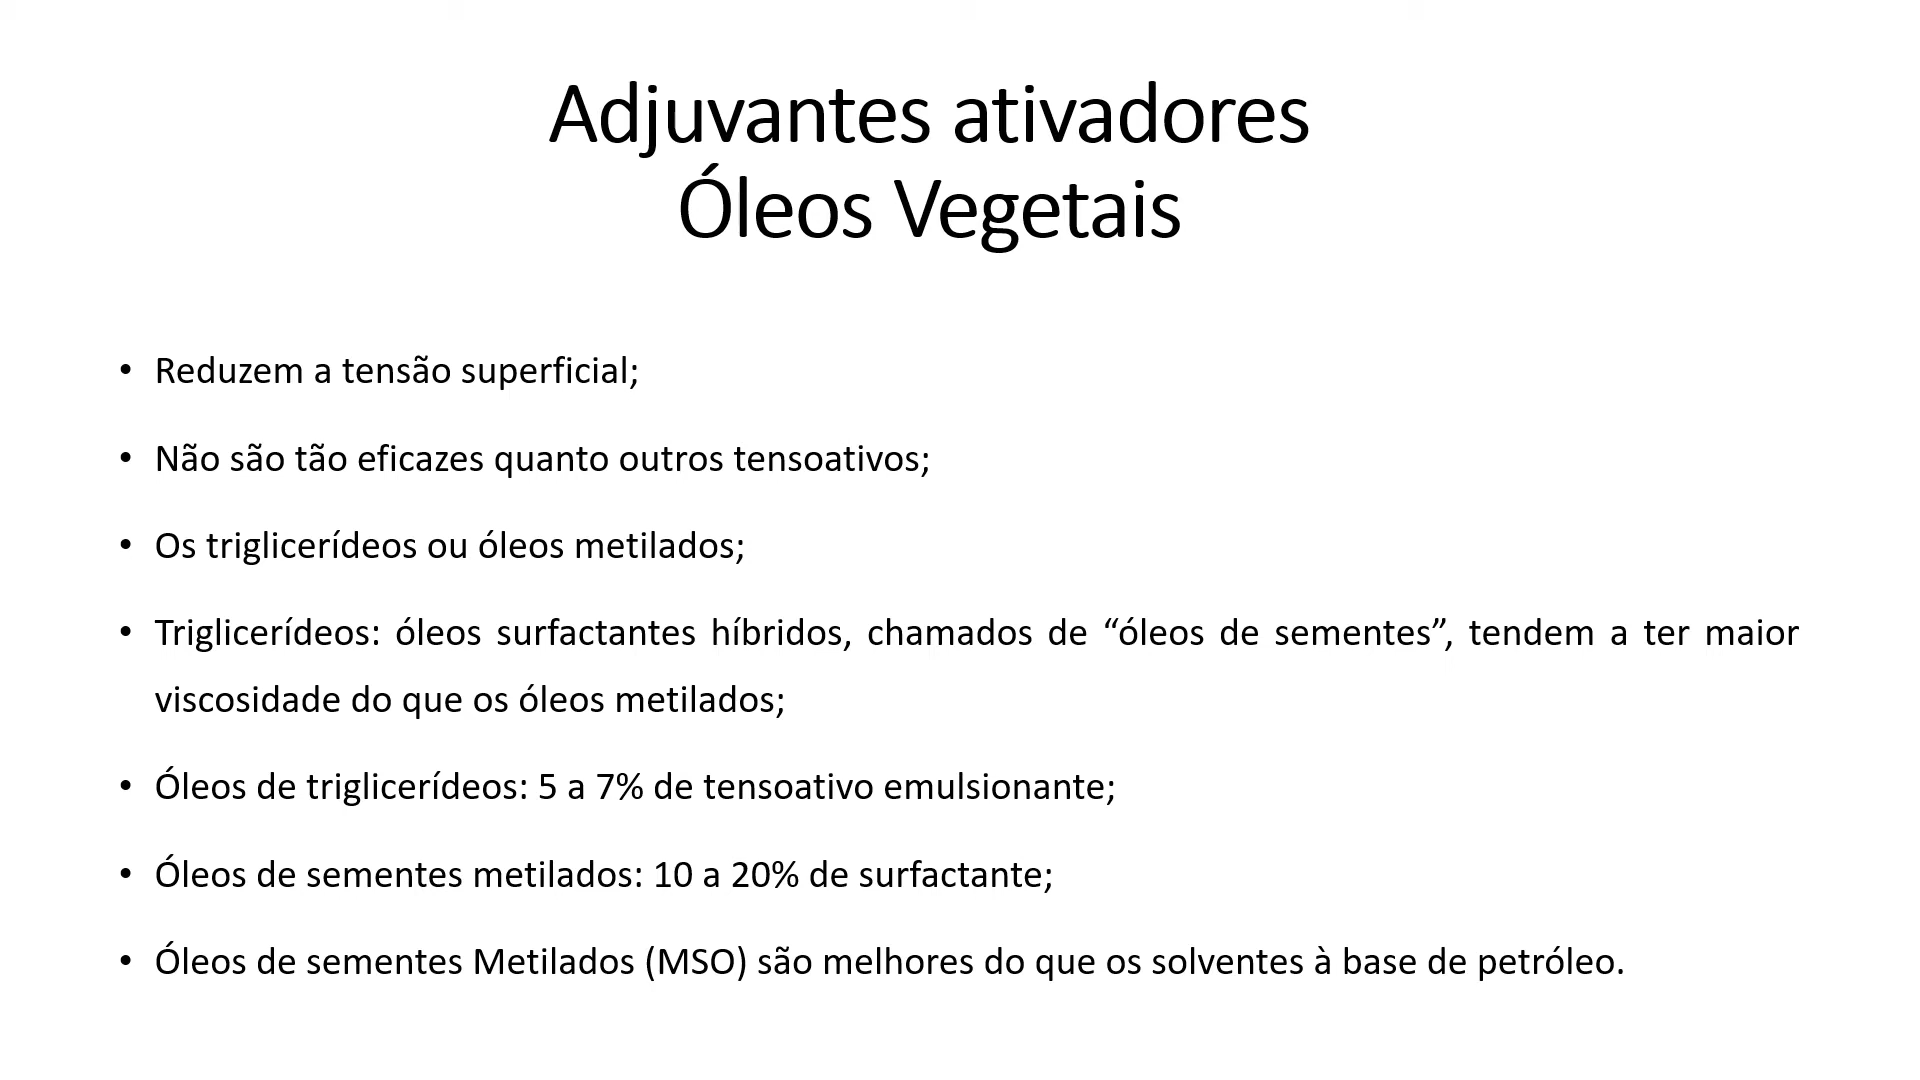 Adjuvantes ativadores
Óleos Vegetais
• Reduzem a tensão superficial;
• Não são tão eficazes quanto outros tensoativos;
• Os triglicerídeos ou óleos metilados;
• Triglicerídeos: óleos surfactantes híbridos, chamados de “óleos de sementes”, tendem a ter maior
viscosidade do que os óleos metilados;
• Óleos de triglicerídeos: 5 a 7% de tensoativo emulsionante;
• Óleos de sementes metilados: 10 a 20% de surfactante;
• Óleos de sementes Metilados (MSO) são melhores do que os solventes à base de petróleo.